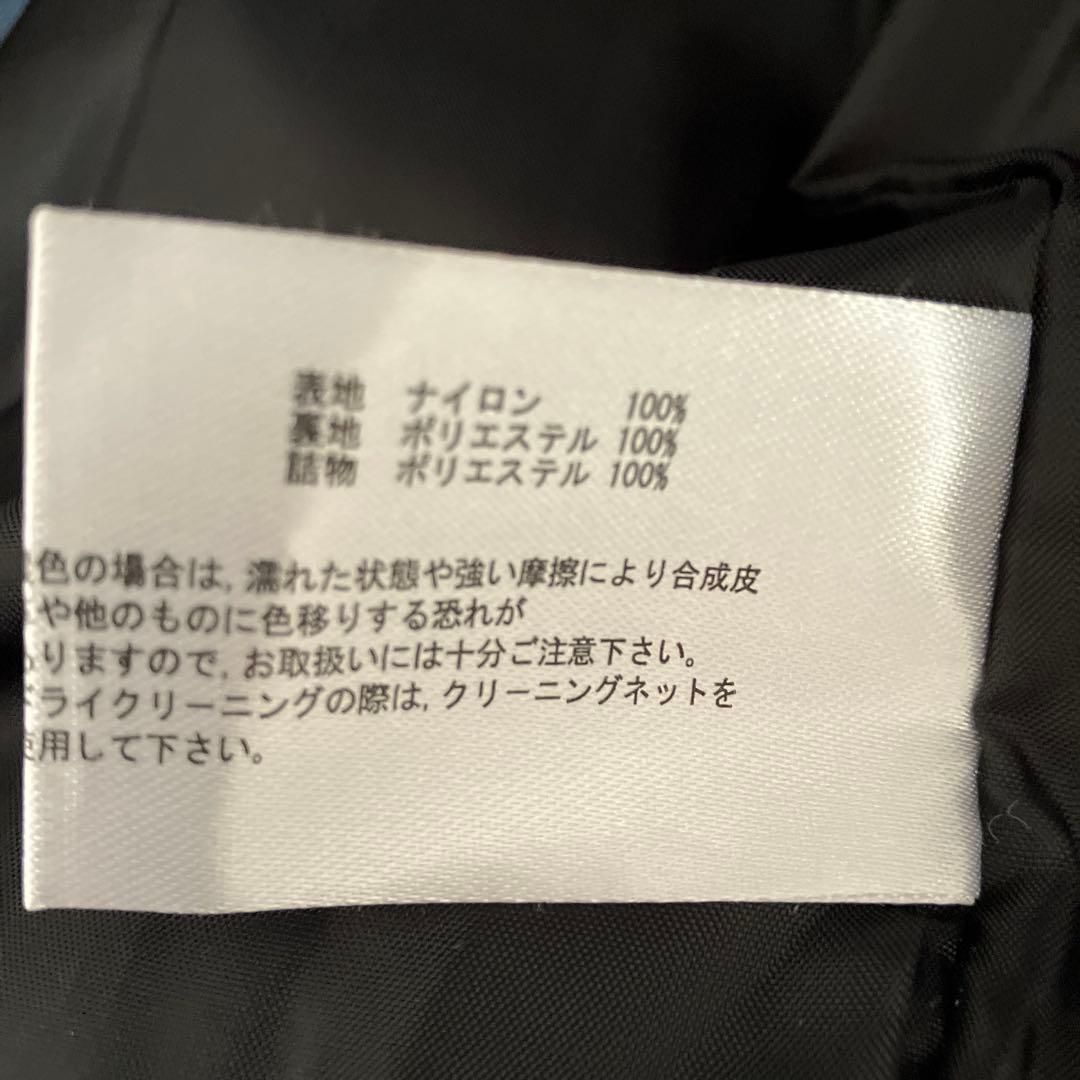 表地 ナイロン 100%
裏地 ポリエステル 100%
詰物 ポリエステル 100%
色の場合は,濡れた状態や強い摩擦により合成皮
や他のものに色移りする恐れが
りますので,お取扱いには十分ご注意下さい。
ドライクリーニングの際は,クリーニングネットを
使用して下さい。